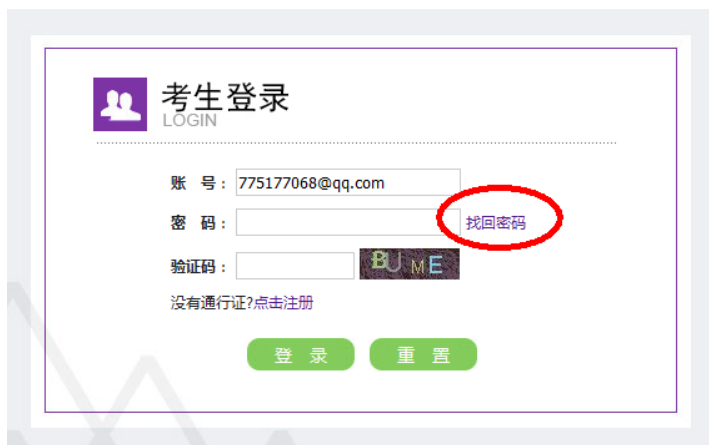 考生登录
LOGIN
账 号： 775177068@qq.com
密 码： 找回密码
验证码： BUME
没有通行证?点击注册
登 录 重 置